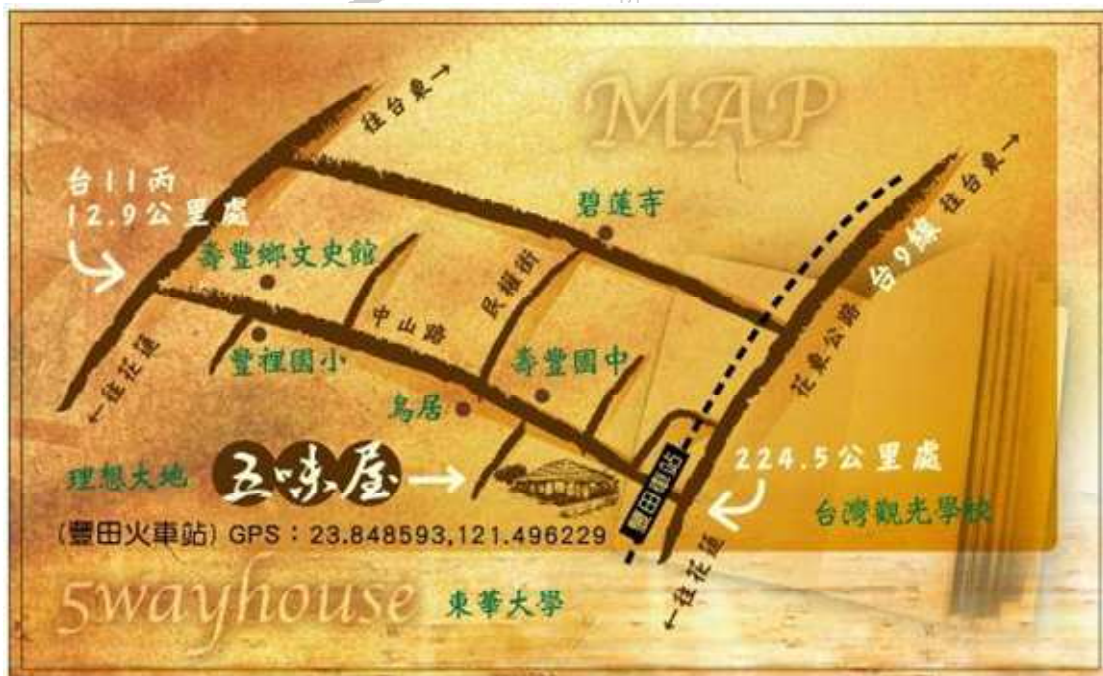 MAP
往台東→
往台東→
台11丙
12.9公里處
碧蓮寺
壽豐鄉文史館
民權街
台9線
中山路
花東公路
豐裡國小
壽豐國中
←往花蓮
鳥居
理想大地
五味屋
豐田車站
224.5公里處
台灣觀光學校
(豐田火車站) GPS：23.848593,121.496229
←往花蓮
5wayhouse
東華大學